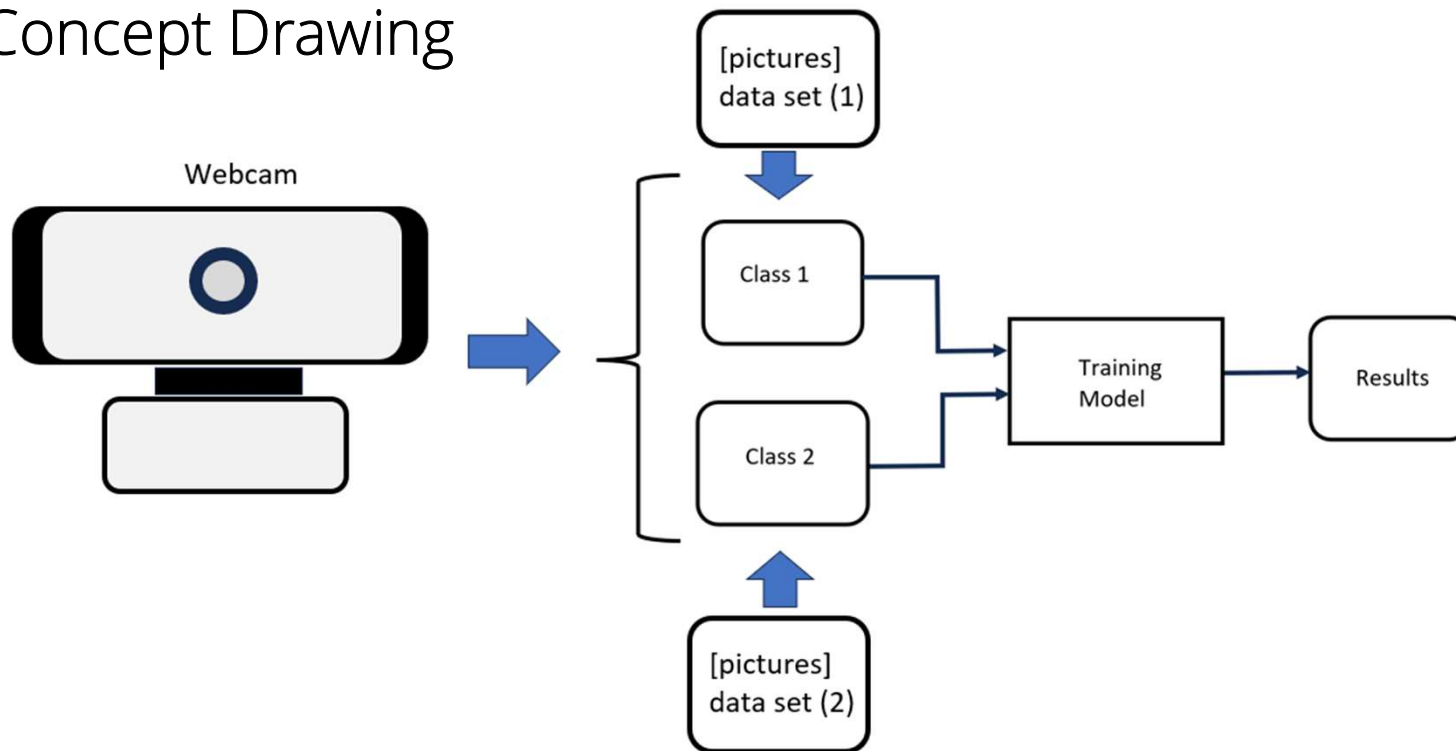 Concept Drawing
[pictures]
data set (1)
Webcam
Class 1
Training
Model
Results
Class 2
[pictures]
data set (2)